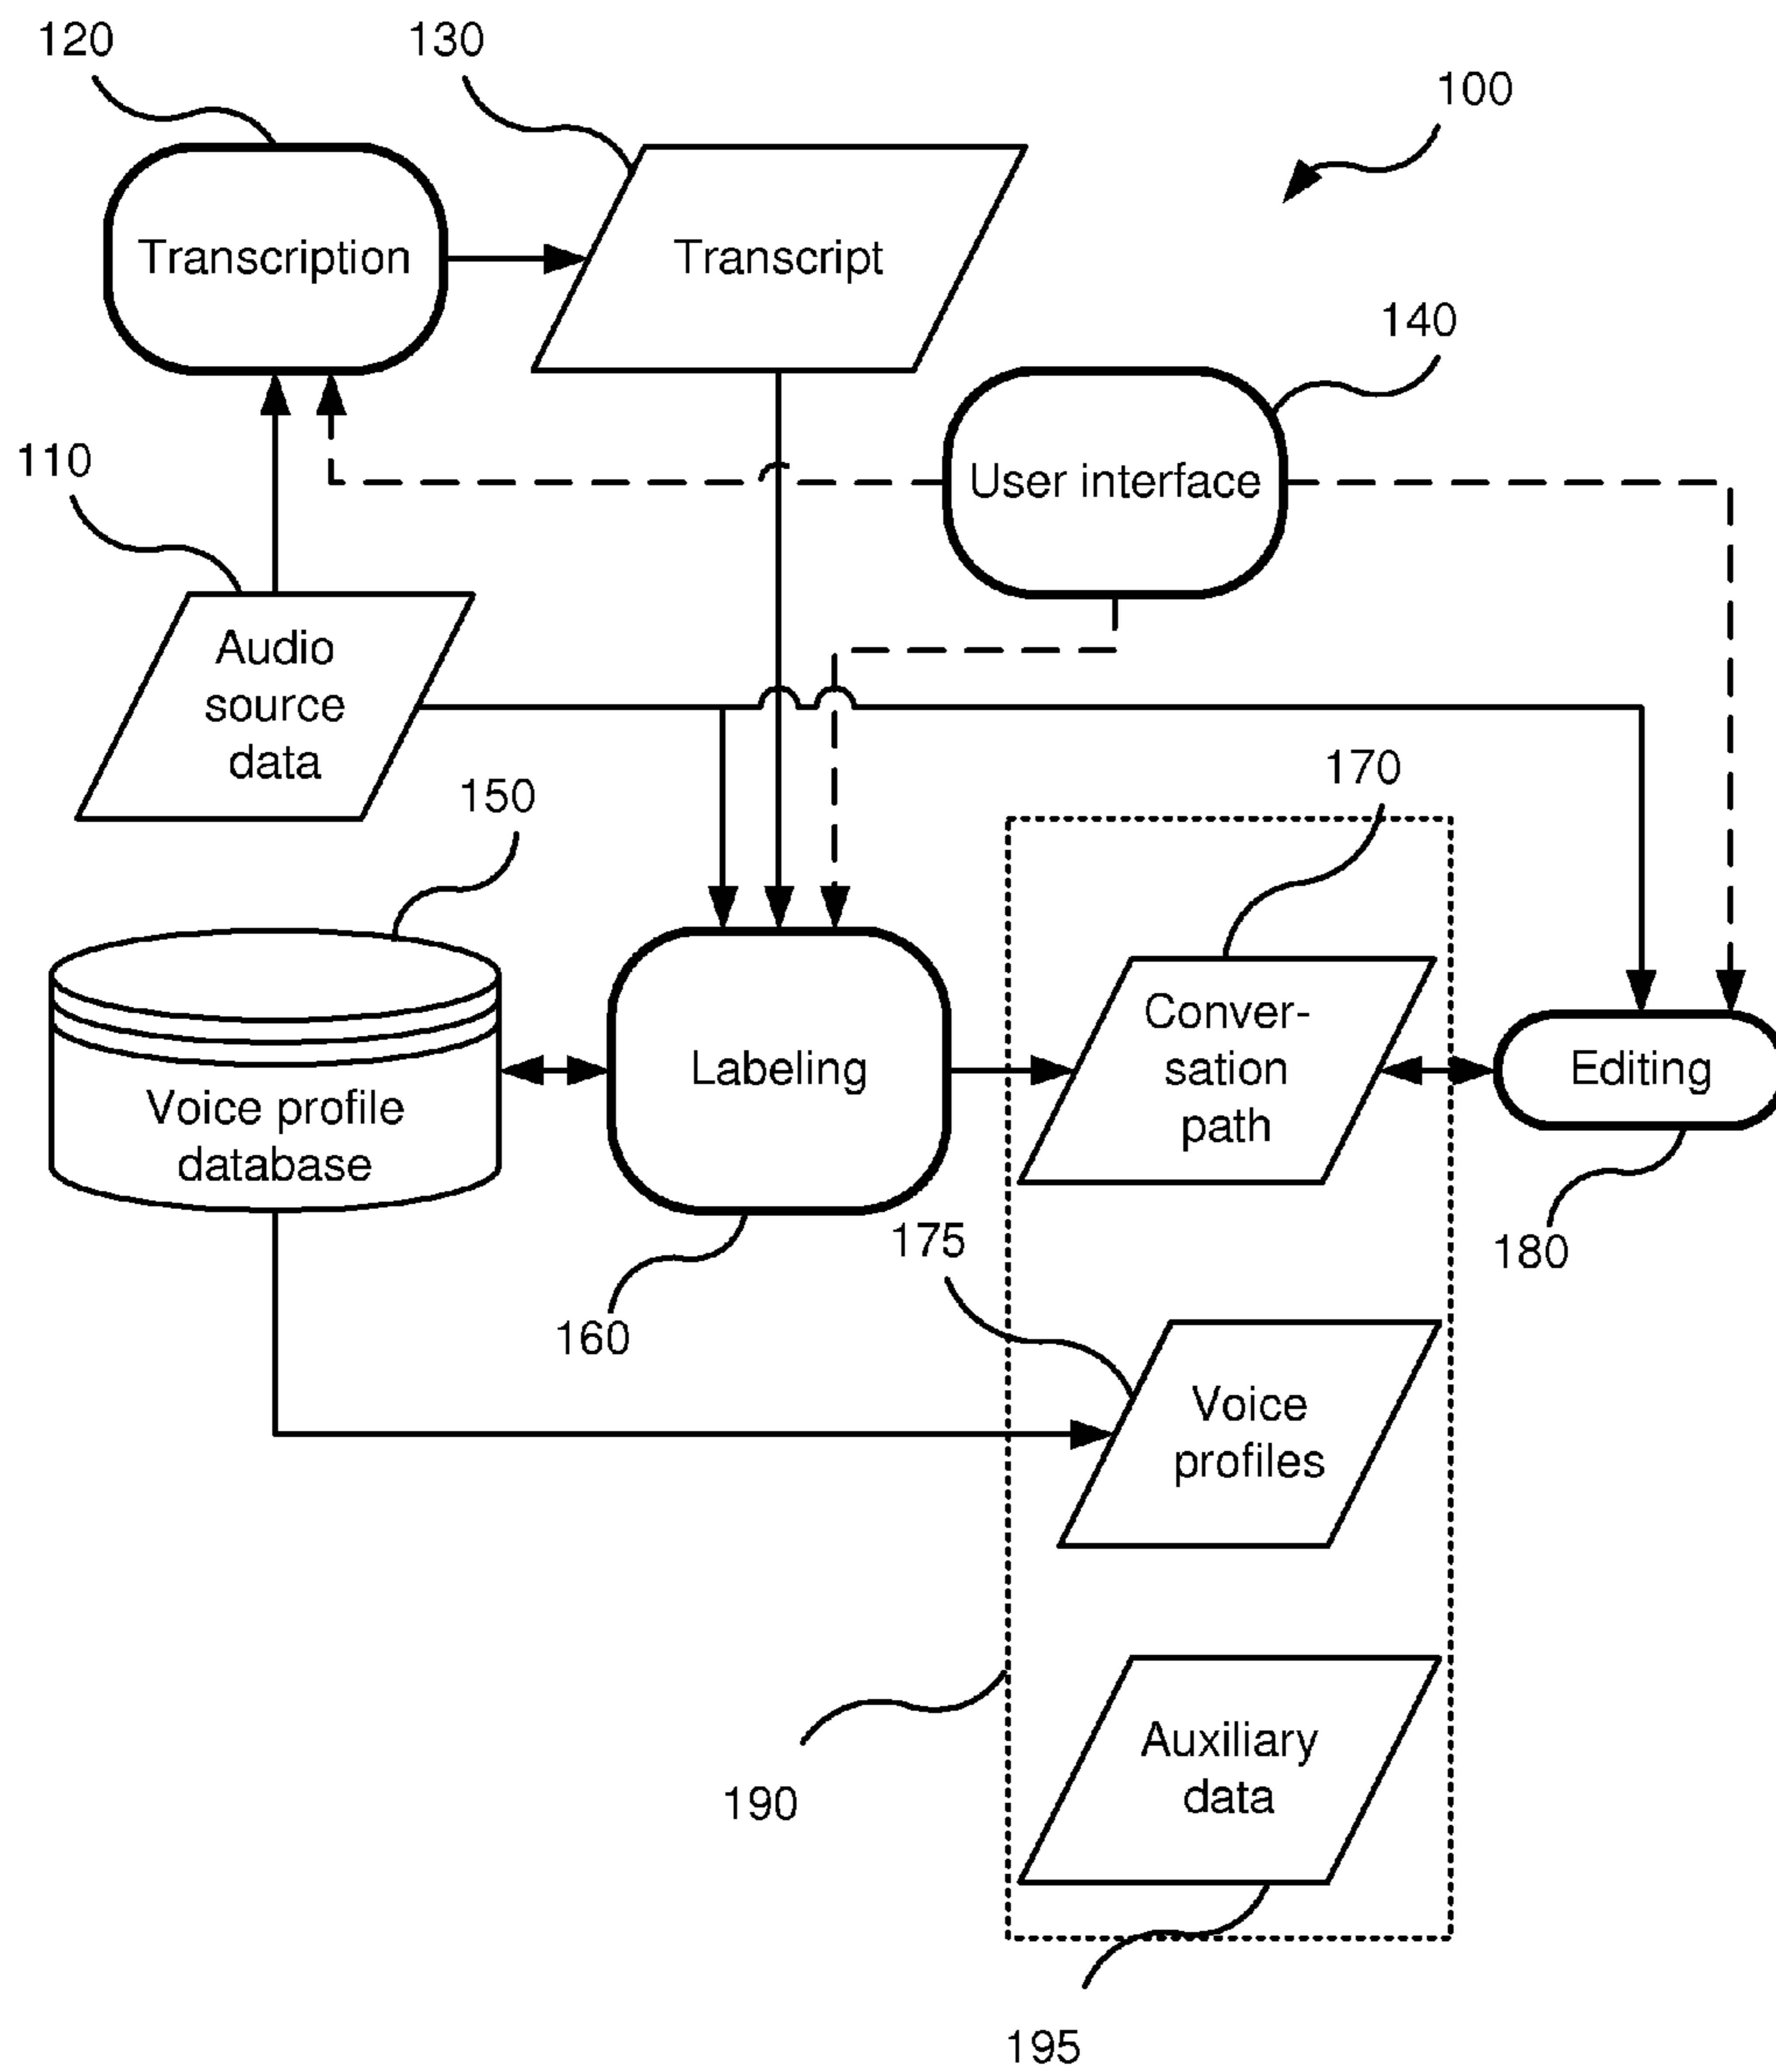 120
130
100
Transcription
Transcript
140
110
User interface
Audio
source
data
150
170
Voice profile
database
Labeling
Conver-
sation
path
Editing
175
180
160
Voice
profiles
190
Auxiliary
data
195